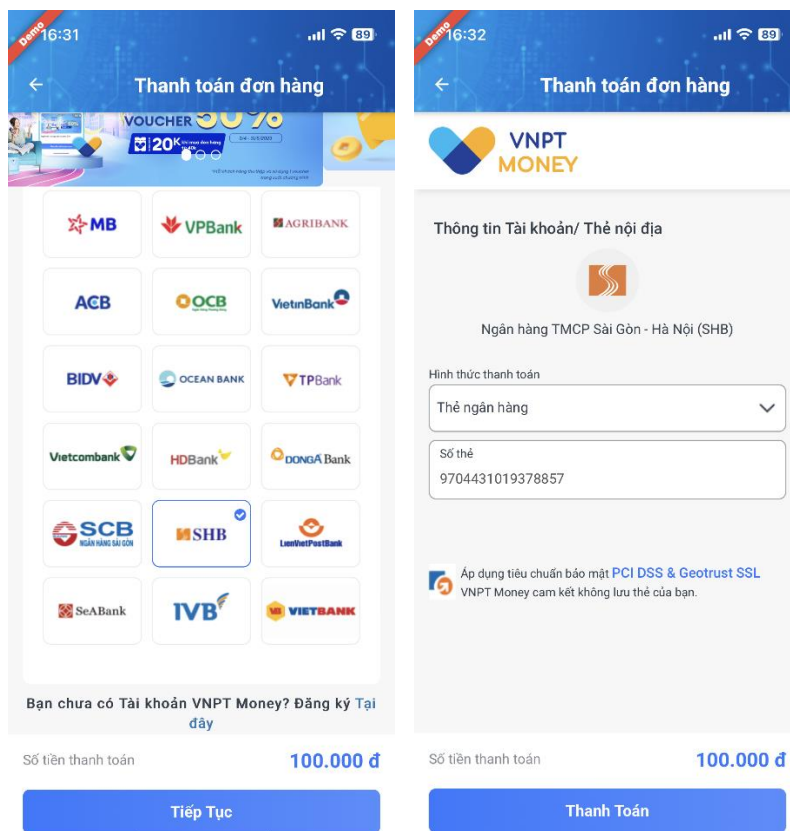 Demo
16:31
89
Thanh toán đơn hàng
VOUCHER 50%
20K
MB
VPBank
AGRIBANK
ACB
OCB
VietinBank
BIDV
OCEAN BANK
TPBank
Vietcombank
HDBank
DONGA Bank
SCB
NGÂN HÀNG SÀI GÒN
SHB
LienVietPostBank
SeABank
IVB
VIETBANK
Bạn chưa có Tài khoản VNPT Money? Đăng ký Tại
đây
Số tiền thanh toán
100.000 đ
Tiếp Tục
Demo
16:32
89
Thanh toán đơn hàng
VNPT
MONEY
Thông tin Tài khoản/ Thẻ nội địa
Ngân hàng TMCP Sài Gòn - Hà Nội (SHB)
Hình thức thanh toán
Thẻ ngân hàng
Số thẻ
9704431019378857
Áp dụng tiêu chuẩn bảo mật PCI DSS & Geotrust SSL
VNPT Money cam kết không lưu thẻ của bạn.
Số tiền thanh toán
100.000 đ
Thanh Toán